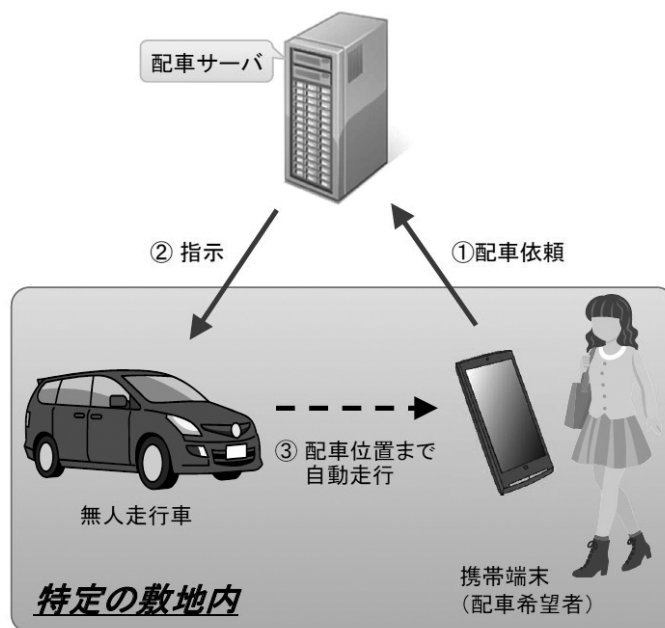 配車サーバ
② 指示
①配車依頼
③ 配車位置まで
自動走行
無人走行車
携帯端末
（配車希望者）
特定の敷地内